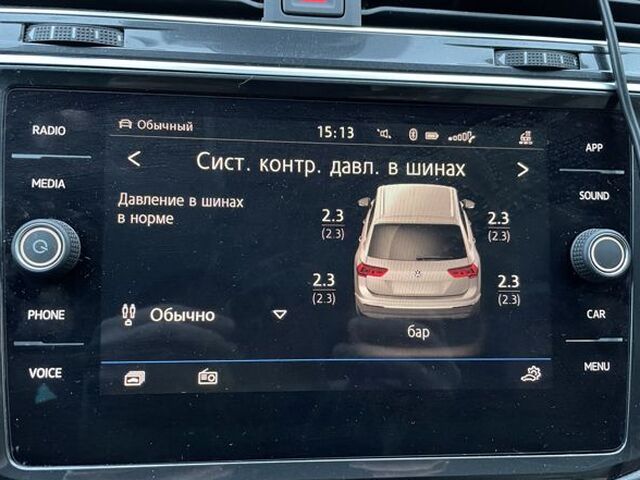 RADIO
MEDIA
PHONE
VOICE
Обычный
15:13
Сист. контр. давл. в шинах
Давление в шинах
в норме
2.3
(2.3)
2.3
(2.3)
2.3
(2.3)
2.3
(2.3)
Обычно
бар
APP
SOUND
CAR
MENU